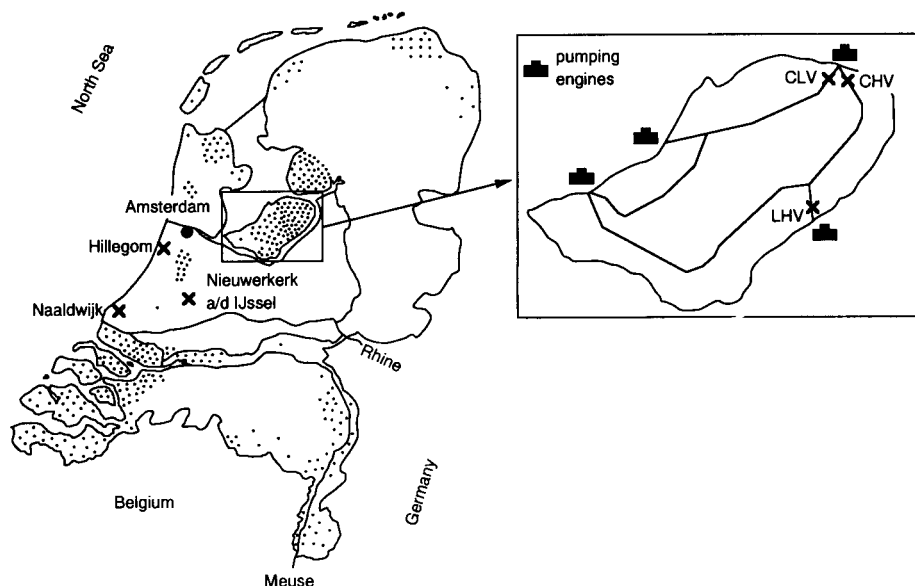 North Sea
Amsterdam
Hillegom
Nieuwerkerk
a/d IJssel
Naaldwijk
Rhine
Belgium
Germany
Meuse
pumping
engines
CLV
CHV
LHV